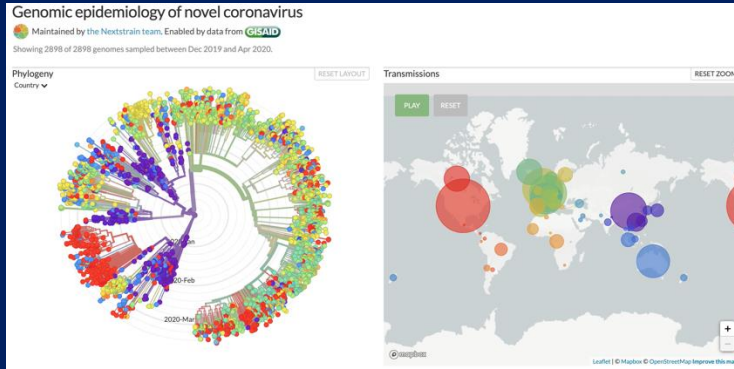 Genomic epidemiology of novel coronavirus
Maintained by the Nextstrain team. Enabled by data from GISAID
Showing 2898 of 2898 genomes sampled between Dec 2019 and Apr 2020.
Phylogeny
RESET LAYOUT
Country
2020-Feb
2020-Mar
Transmissions
RESET ZOOM
PLAY
RESET
mapbox
+
−
Leaflet | © Mapbox © OpenStreetMap Improve this map